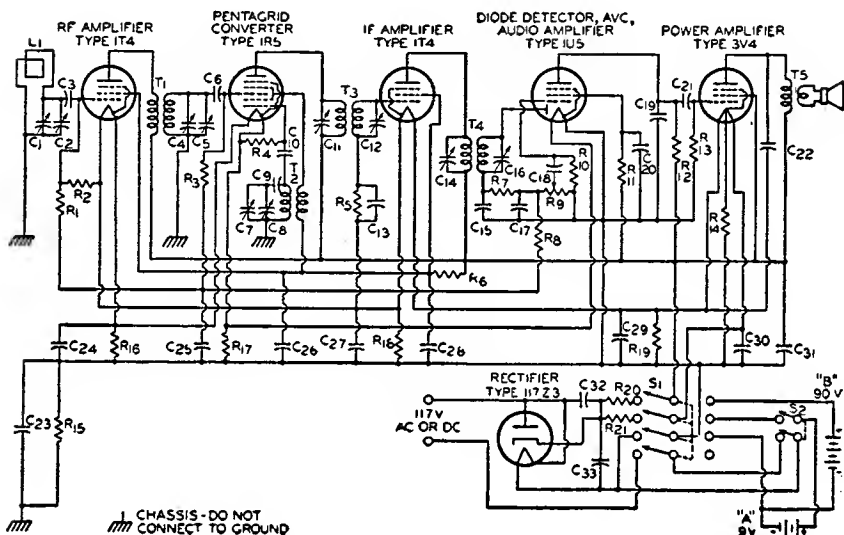 RF AMPLIFIER
TYPE 1T4
PENTAGRID
CONVERTER
TYPE 1R5
IF AMPLIFIER
TYPE 1T4
DIODE DETECTOR, AVC,
AUDIO AMPLIFIER
TYPE 1U5
POWER AMPLIFIER
TYPE 3V4
L1
C3
T1
C6
T3
T4
C19
C21
T5
C1
C2
C4
C5
R4
C10
C11
C12
C14
C16
C18
R10
R11
C20
R12
R13
C22
R2
R1
R3
C9
T2
C7
C8
R5
C13
C15
R7
C17
R9
R8
R6
R14
C24
R16
C25
R17
C26
C27
R18
C28
C29
R19
C30
C31
C23
R15
117V
AC OR DC
RECTIFIER
TYPE 117Z3
C32
R20
S1
R21
C33
S2
"B"
90V
"A"
9V
CHASSIS-DO NOT
CONNECT TO GROUND